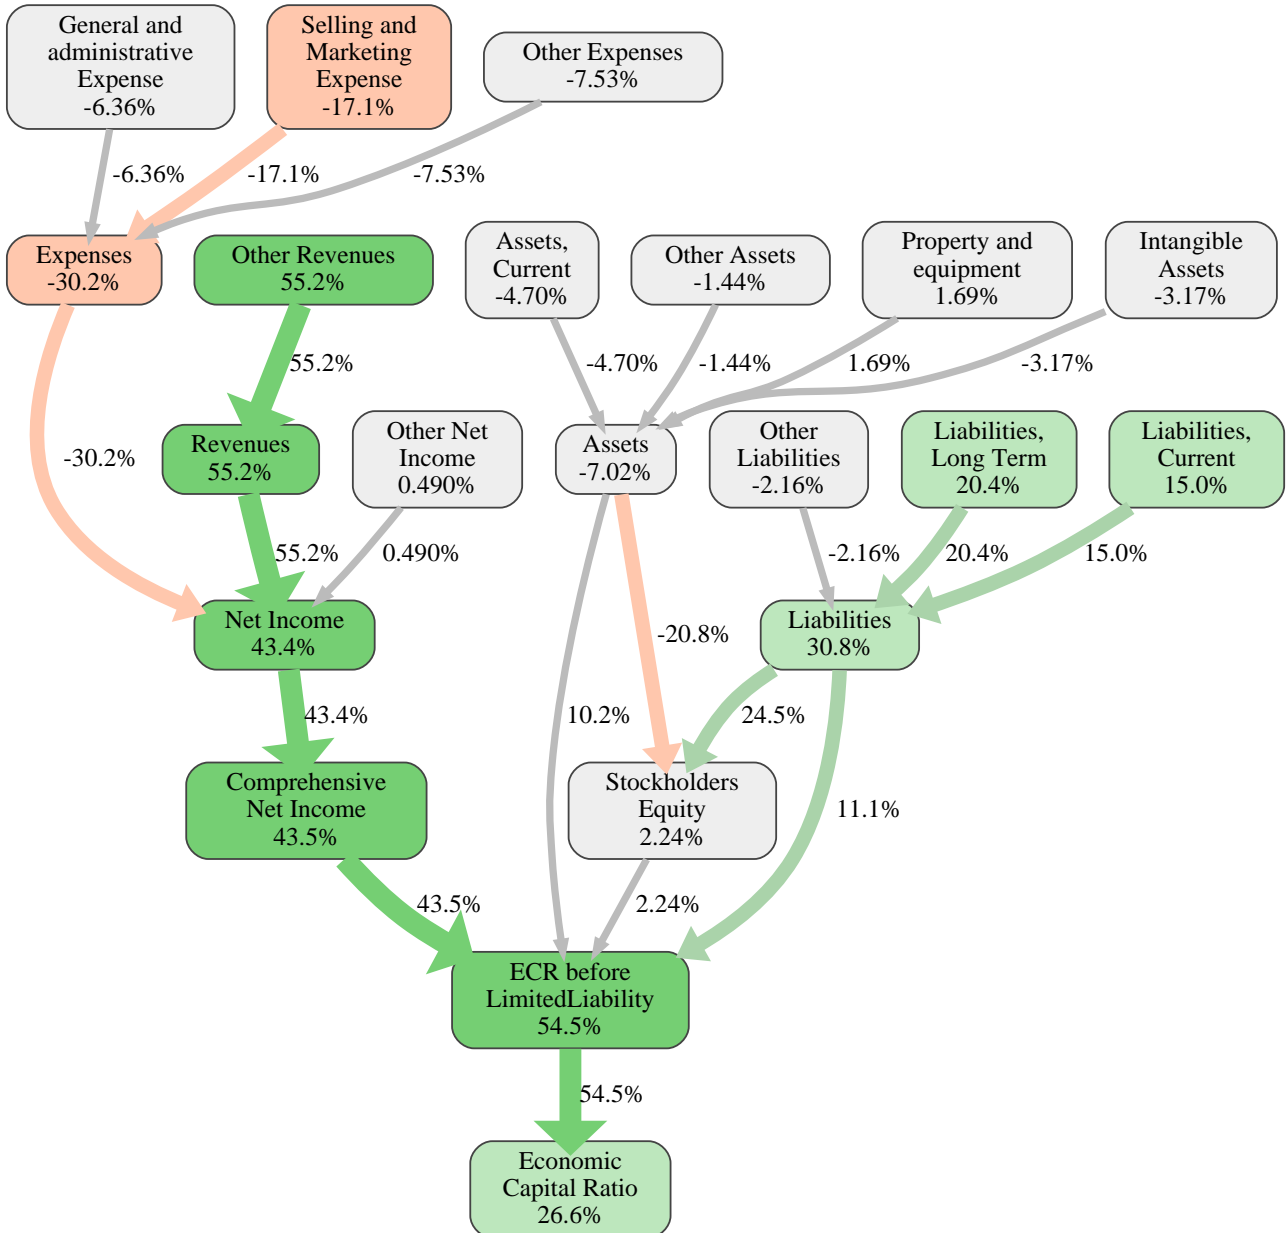 General and
administrative
Expense
-6.36%
Selling and
Marketing
Expense
-17.1%
Other Expenses
-7.53%
-6.36%
-17.1%
-7.53%
Expenses
-30.2%
Other Revenues
55.2%
Assets,
Current
-4.70%
Other Assets
-1.44%
Property and
equipment
1.69%
Intangible
Assets
-3.17%
55.2%
-4.70%
-1.44%
1.69%
-3.17%
-30.2%
Revenues
55.2%
Other Net
Income
0.490%
Assets
-7.02%
Other
Liabilities
-2.16%
Liabilities,
Long Term
20.4%
Liabilities,
Current
15.0%
55.2%
0.490%
-2.16%
20.4%
15.0%
Net Income
43.4%
-20.8%
Liabilities
30.8%
43.4%
10.2%
24.5%
Comprehensive
Net Income
43.5%
Stockholders
Equity
2.24%
11.1%
43.5%
2.24%
ECR before
LimitedLiability
54.5%
54.5%
Economic
Capital Ratio
26.6%